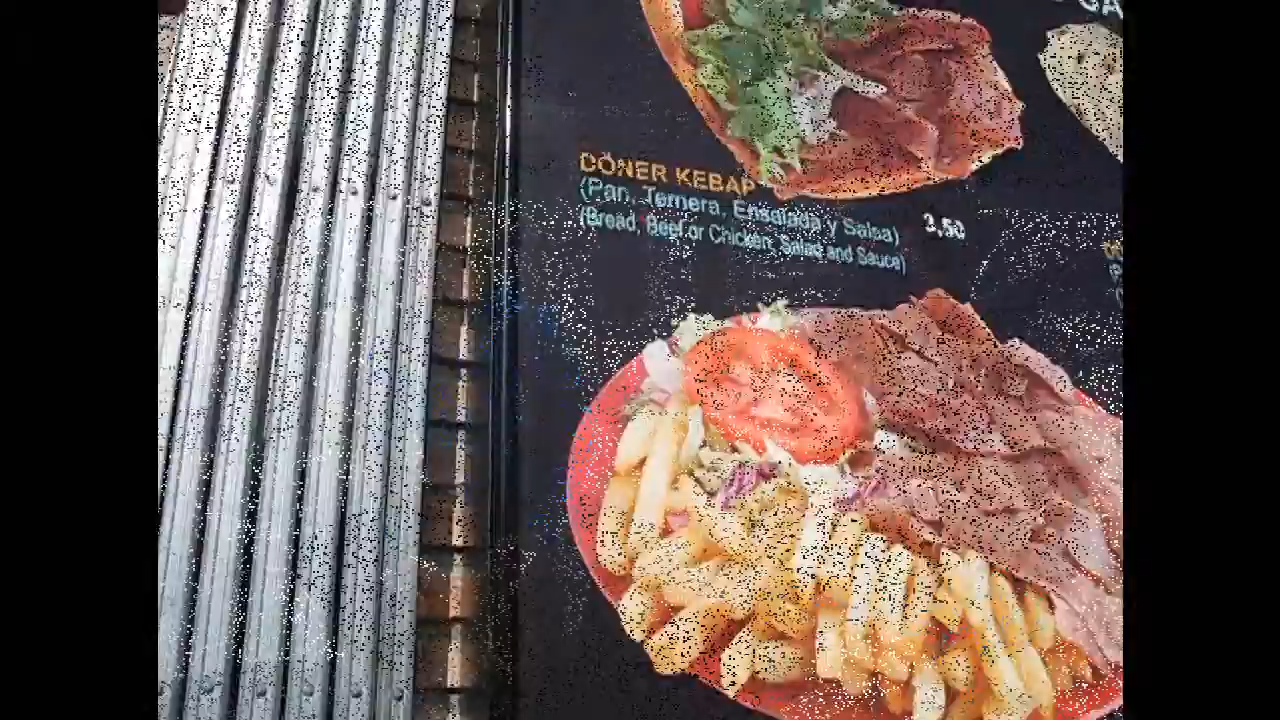 DÖNER KEBAP
(Pan, Ternera, Ensalada y Salsa)
(Bread, Beef or Chicken, Salad and Sauce)
3,50